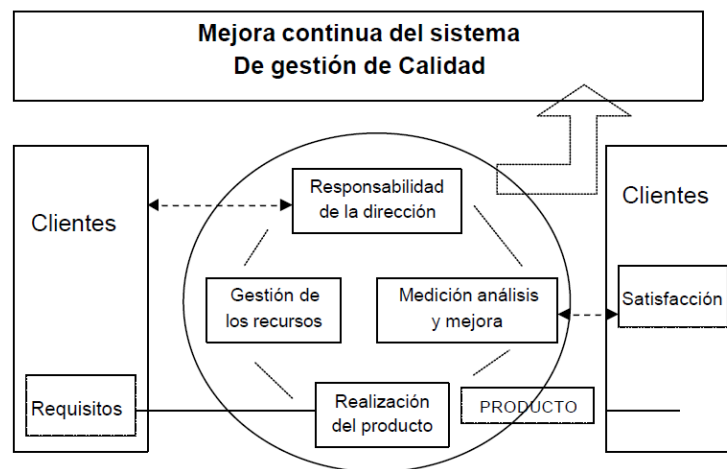 Mejora continua del sistema
De gestión de Calidad
Clientes
Responsabilidad
de la dirección
Clientes
Gestión de
los recursos
Medición análisis
y mejora
Satisfacción
Requisitos
Realización
del producto
PRODUCTO